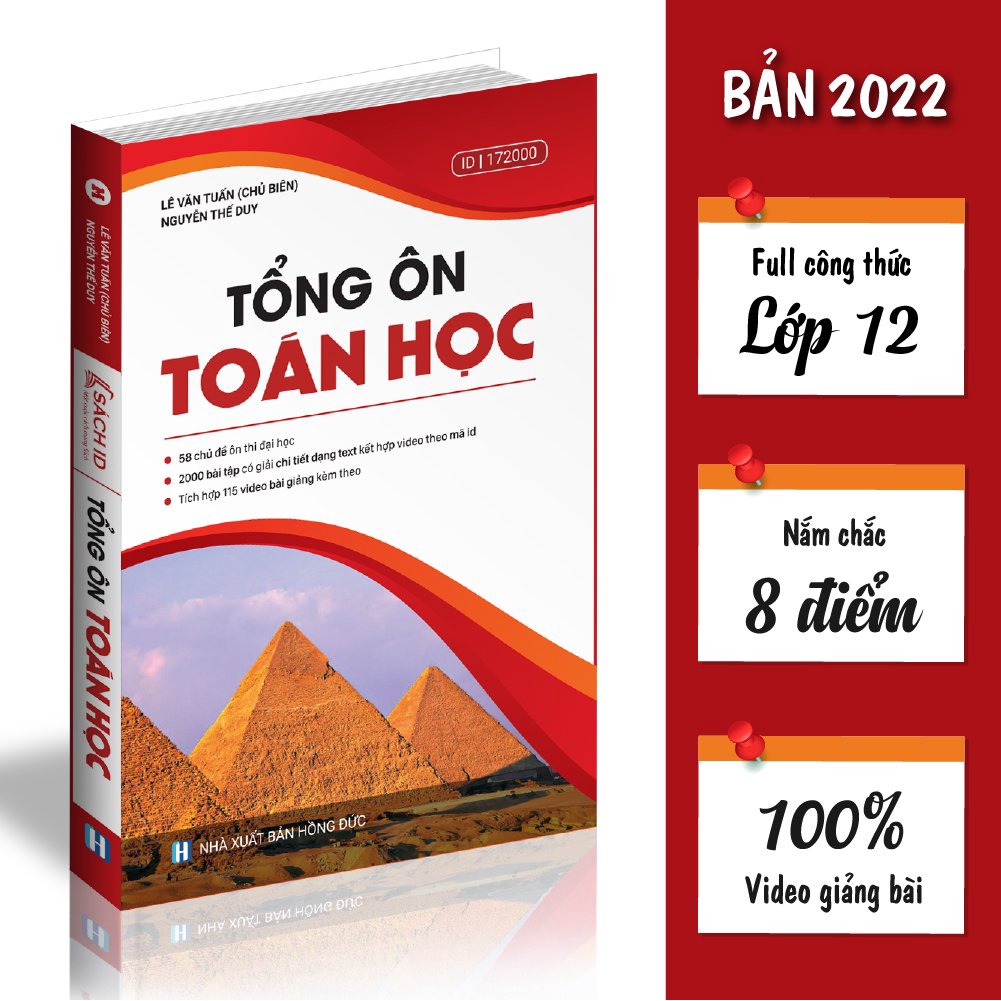 ID | 172000
LÊ VĂN TUẤN (CHỦ BIÊN)
NGUYỄN THẾ DUY
TỔNG ÔN
TOÁN HỌC
58 chủ đề ôn thi đại học
2000 bài tập có giải chi tiết dạng text kết hợp video theo mã id
Tích hợp 115 video bài giảng kèm theo
H NHÀ XUẤT BẢN HỒNG ĐỨC
M
LÊ VĂN TUẤN (CHỦ BIÊN)
NGUYỄN THẾ DUY
SÁCH ID
TỔNG ÔN TOÁN HỌC
H
BẢN 2022
Full công thức
Lớp 12
Nắm chắc
8 điểm
100%
Video giảng bài